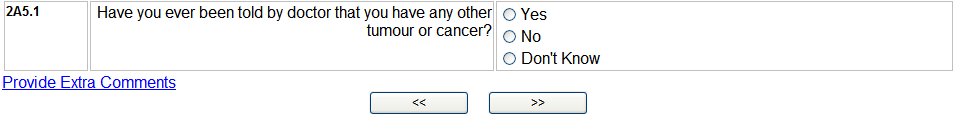 2A5.1
Have you ever been told by doctor that you have any other
tumour or cancer?
Yes
No
Don't Know
Provide Extra Comments
<<
>>